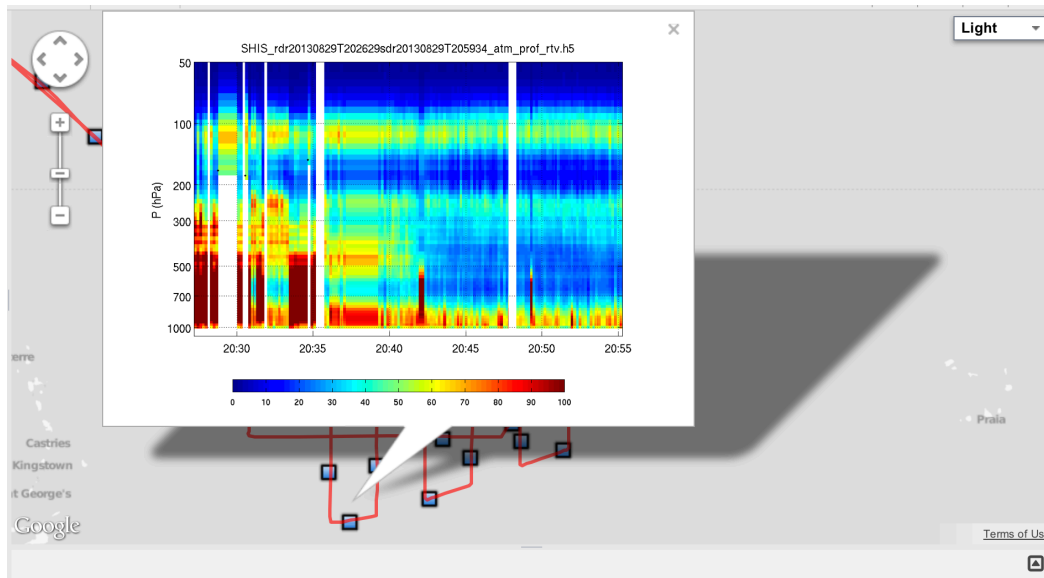 Light
SHIS_rdr20130829T202629sdr20130829T205934_atm_prof_rtv.h5
50
100
200
300
500
700
1000
P (hPa)
20:30 20:35 20:40 20:45 20:50 20:55
0 10 20 30 40 50 60 70 80 90 100
erre
Castries
Kingstown
t George's
Praia
Google
Terms of Us